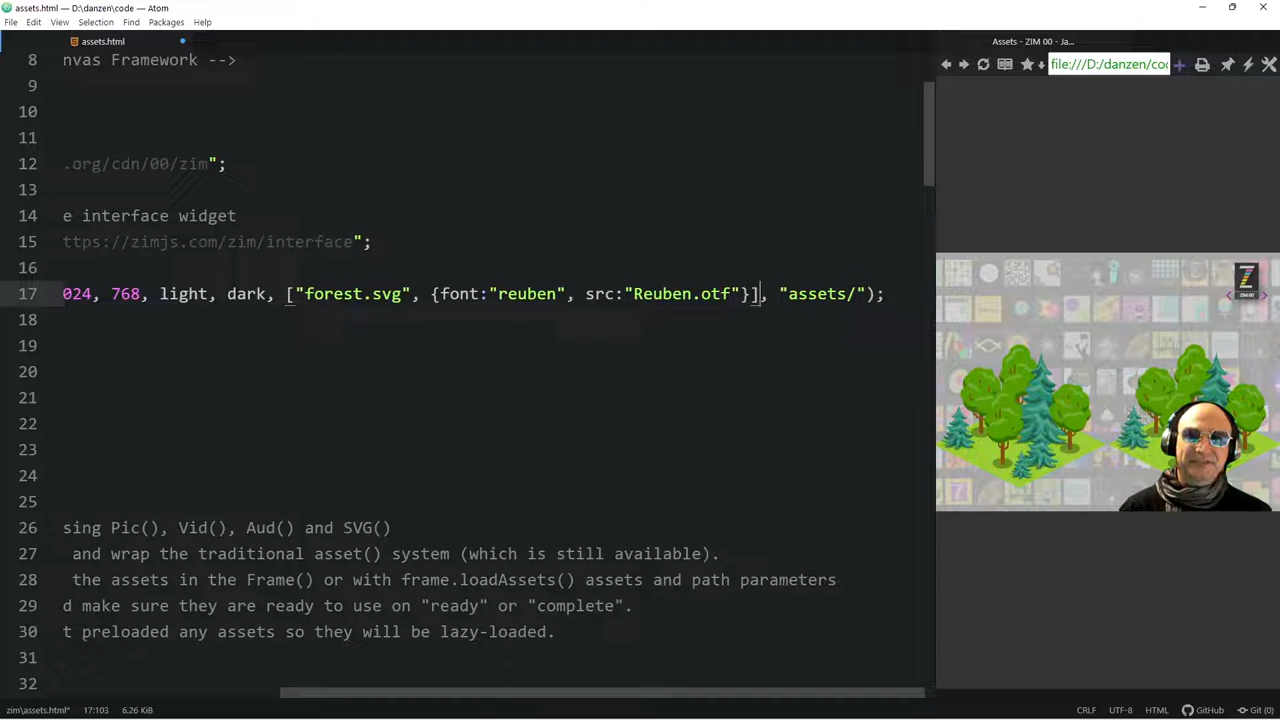 assets.html — D:\danzen\code — Atom
File Edit View Selection Find Packages Help
assets.html
Assets - ZIM 00 - Ja...
file:///D:/danzen/cod
8 nvas Framework -->
9
10
11
12 .org/cdn/00/zim";
13
14 e interface widget
15 ttps://zimjs.com/zim/interface";
16
17 024, 768, light, dark, ["forest.svg", {font:"reuben", src:"Reuben.otf"}], "assets/");
18
19
20
21
22
23
24
25
26 sing Pic(), Vid(), Aud() and SVG()
27 and wrap the traditional asset() system (which is still available).
28 the assets in the Frame() or with frame.loadAssets() assets and path parameters
29 d make sure they are ready to use on "ready" or "complete".
30 t preloaded any assets so they will be lazy-loaded.
31
32
Z
ZIM 00
zim\assets.html* 17:103 6.26 KiB
CRLF UTF-8 HTML GitHub Git (0)